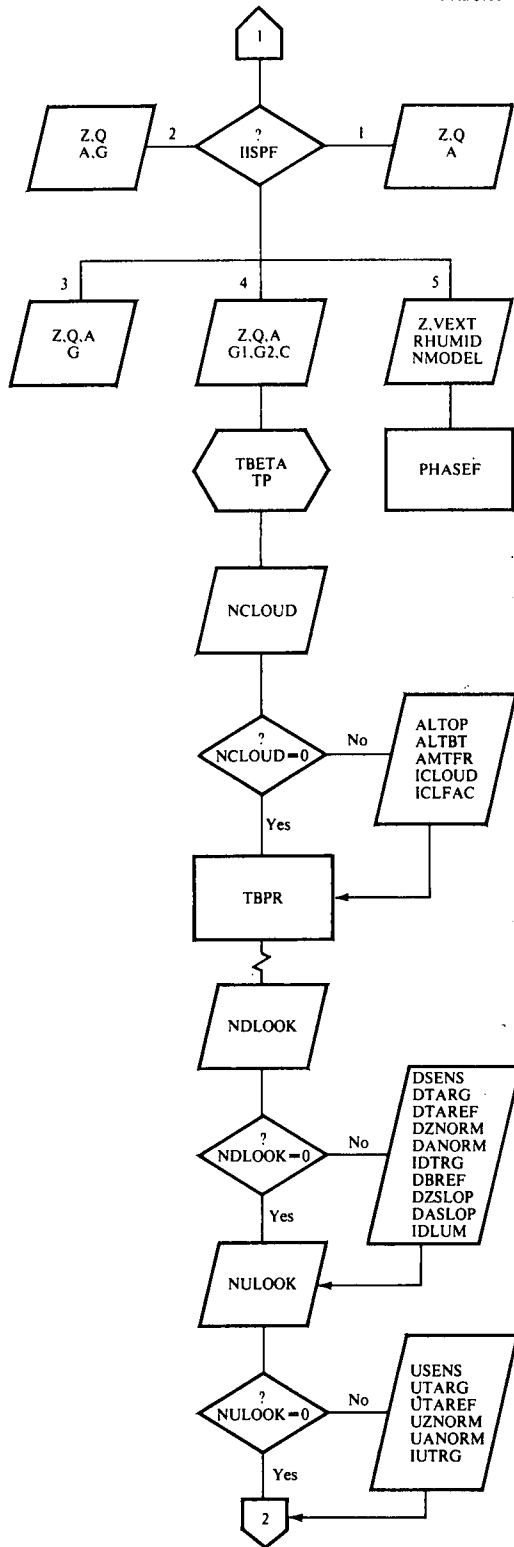 1
?
IISPF
2
Z,Q
A,G
1
Z,Q
A
3
Z,Q,A
G
4
Z,Q,A
G1,G2,C
5
Z,VEXT
RHUMID
NMODEL
TBETA
TP
PHASEF
NCLOUD
?
NCLOUD=0
No
ALTOP
ALTBT
AMTFR
ICLOUD
ICLFAC
Yes
TBPR
NDLOOK
?
NDLOOK=0
No
DSENS
DTARG
DTAREF
DZNORM
DANORM
IDTRG
DBREF
DZSLOP
DASLOP
IDLUM
Yes
NULOOK
?
NULOOK=0
No
USENS
UTARG
UTAREF
UZNORM
UANORM
IUTRG
Yes
2